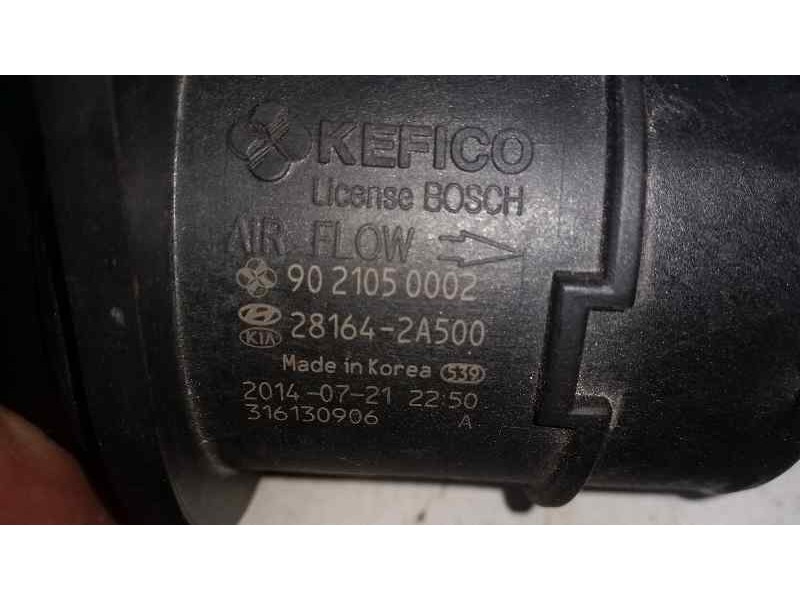 KEFICO
License BOSCH
AIR FLOW
90 2105 0002
28164-2A500
KIA
Made in Korea 539
2014-07-21 22:50
316130906 A